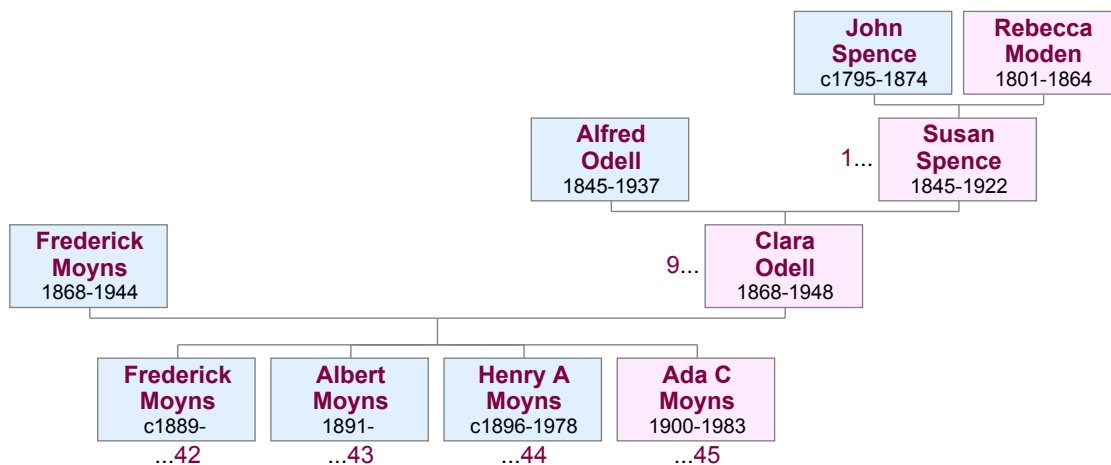 John
Spence
c1795-1874
Rebecca
Moden
1801-1864
Alfred
Odell
1845-1937
1...
Susan
Spence
1845-1922
Frederick
Moyns
1868-1944
9...
Clara
Odell
1868-1948
Frederick
Moyns
c1889-
...42
Albert
Moyns
1891-
...43
Henry A
Moyns
c1896-1978
...44
Ada C
Moyns
1900-1983
...45